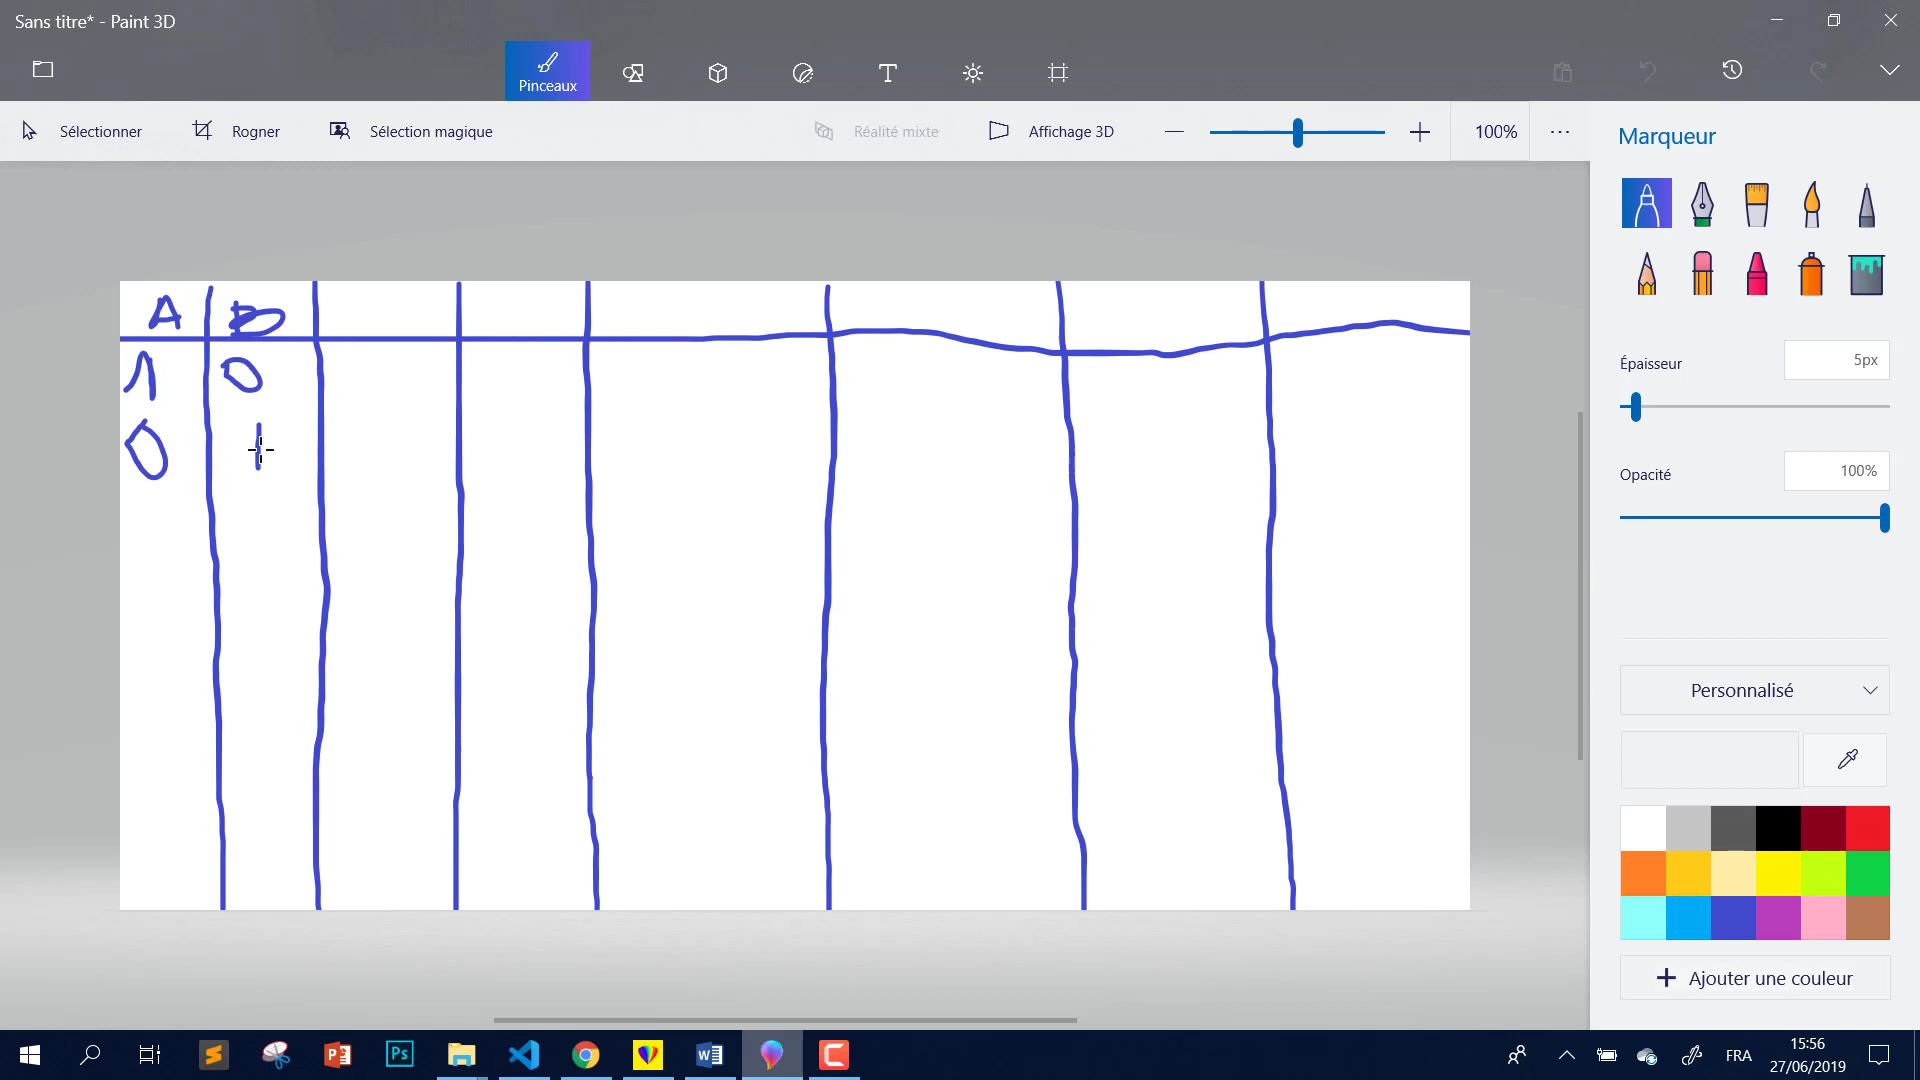 Sans titre* - Paint 3D
Pinceaux
Sélectionner
Rogner
Sélection magique
Réalité mixte
Affichage 3D
100%
Marqueur
Épaisseur
5px
Opacité
100%
A B
1 0
0 1
Personnalisé
Ajouter une couleur
P
Ps
W
C
FRA
15:56
27/06/2019